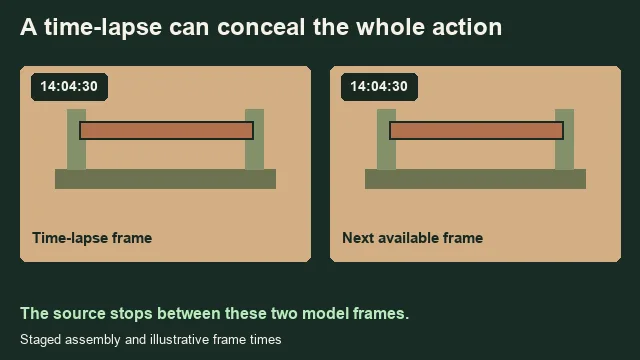 A time-lapse can conceal the whole action
14:04:30
14:04:30
Time-lapse frame
Next available frame
The source stops between these two model frames.
Staged assembly and illustrative frame times